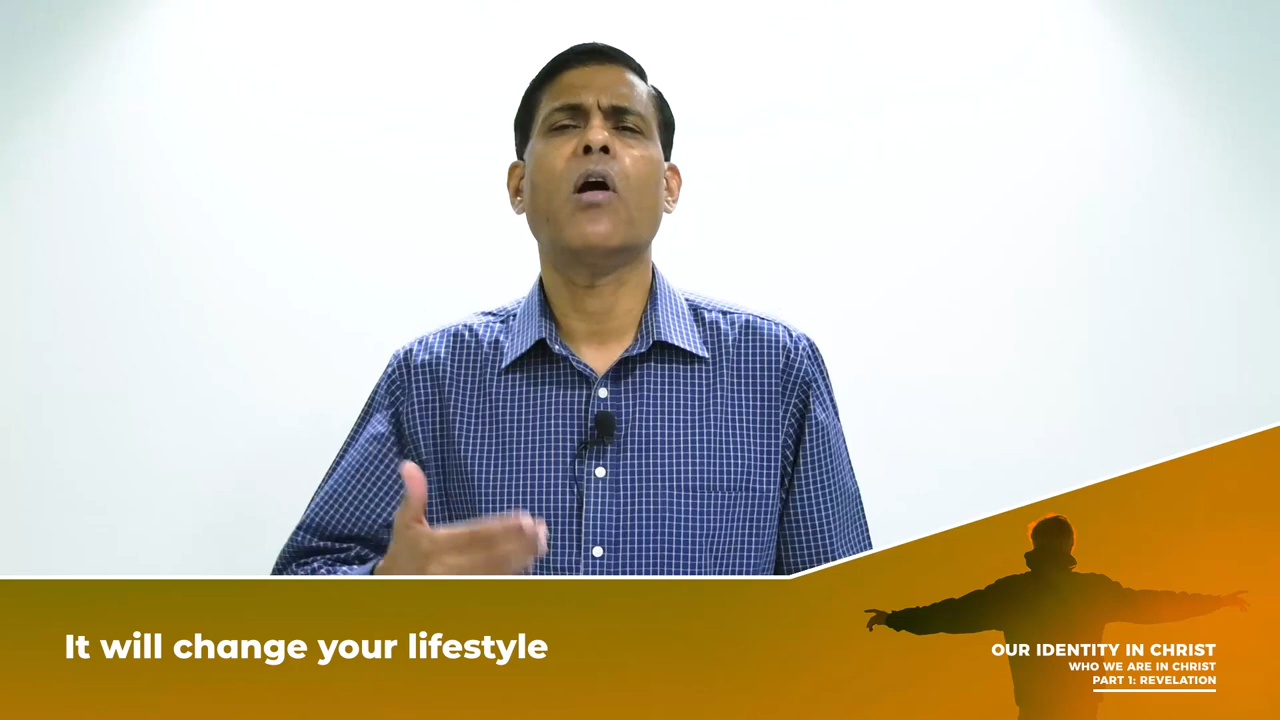 It will change your lifestyle
OUR IDENTITY IN CHRIST
WHO WE ARE IN CHRIST
PART 1: REVELATION